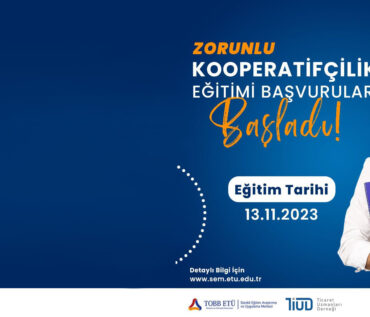 ZORUNLU
KOOPERATİFÇİLİK
EĞİTİMİ BAŞVURULAR
Başladı!
Eğitim Tarihi
13.11.2023
Detaylı Bilgi İçin
www.sem.etu.edu.tr
TOBB ETÜ
Sürekli Eğitim Araştırma
ve Uygulama Merkezi
TİUD
Ticaret
Uzmanları
Derneği